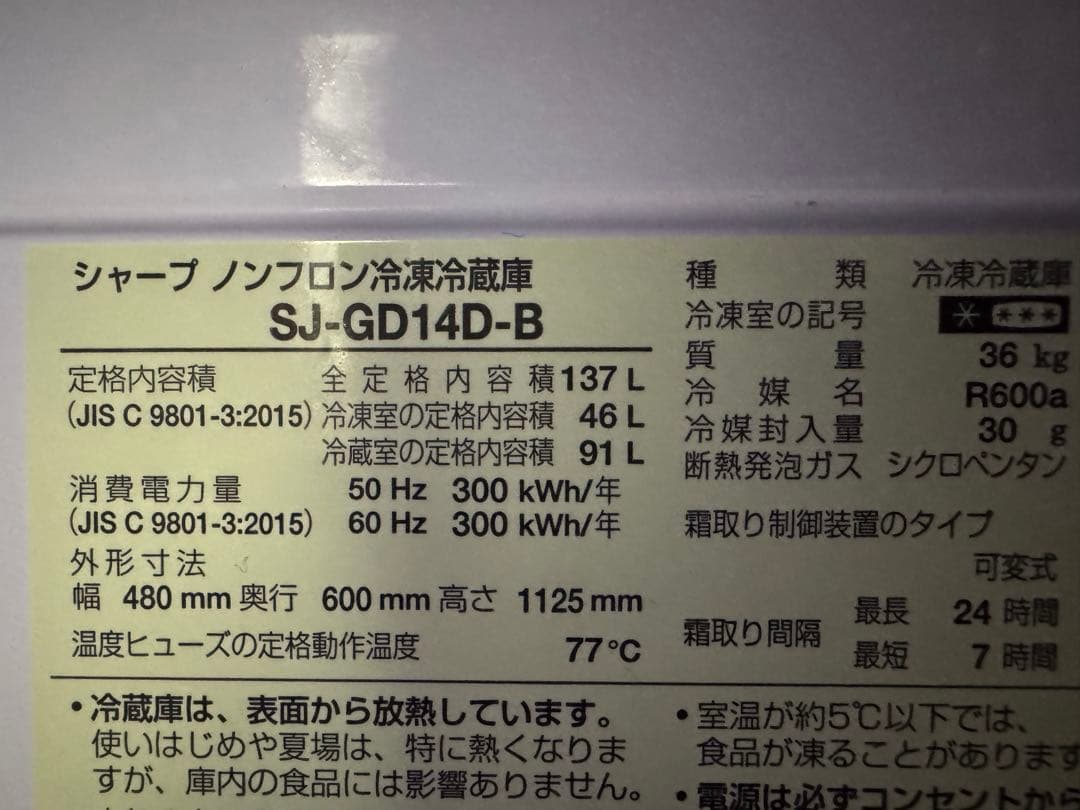 シャープ ノンフロン冷凍冷蔵庫
SJ-GD14D-B
定格内容積 全定格内容積 137 L
(JIS C 9801-3:2015) 冷凍室の定格内容積 46 L
冷蔵室の定格内容積 91 L
消費電力量 50 Hz 300 kWh/年
(JIS C 9801-3:2015) 60 Hz 300 kWh/年
外形寸法
幅 480 mm 奥行 600 mm 高さ 1125 mm
温度ヒューズの定格動作温度 77 °C
種類 冷凍冷蔵庫
冷凍室の記号 * ***
質量 36 kg
冷媒名 R600a
冷媒封入量 30 g
断熱発泡ガス シクロペンタン
霜取り制御装置のタイプ
可変式
霜取り間隔 最長 24 時間
最短 7 時間
・冷蔵庫は、表面から放熱しています。
使いはじめや夏場は、特に熱くなりま
すが、庫内の食品には影響ありません。
・室温が約5℃以下では、
食品が凍ることがあります
・電源は必ずコンセントから